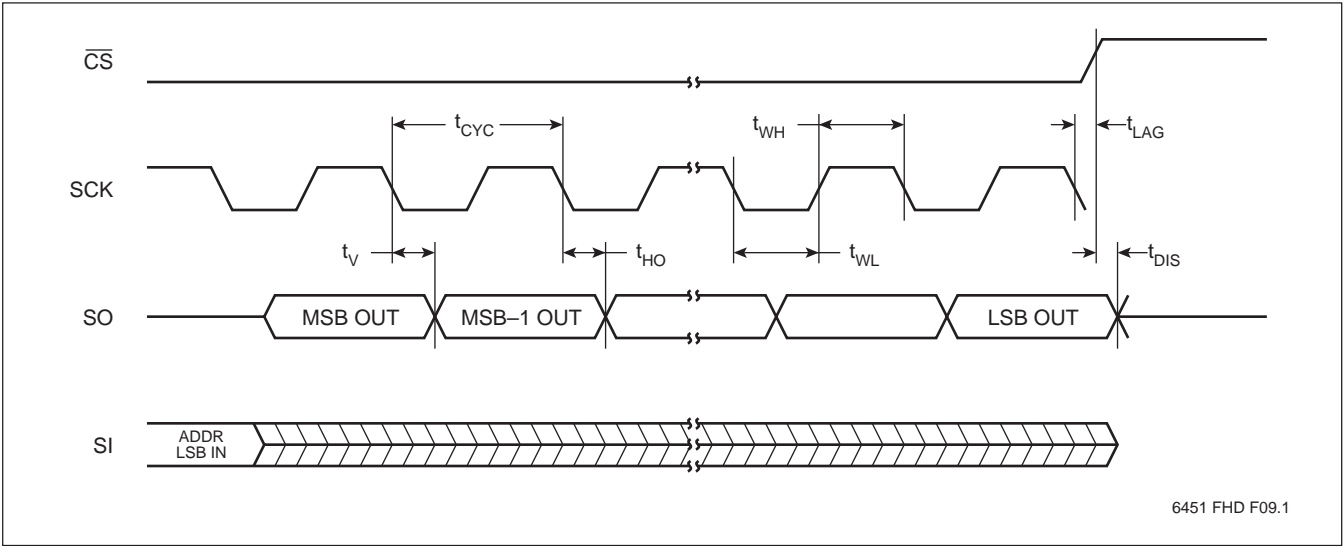 CS
tCYC
tWH
tLAG
SCK
tV
tHO
tWL
tDIS
SO
MSB OUT
MSB–1 OUT
LSB OUT
SI
ADDR
LSB IN
6451 FHD F09.1